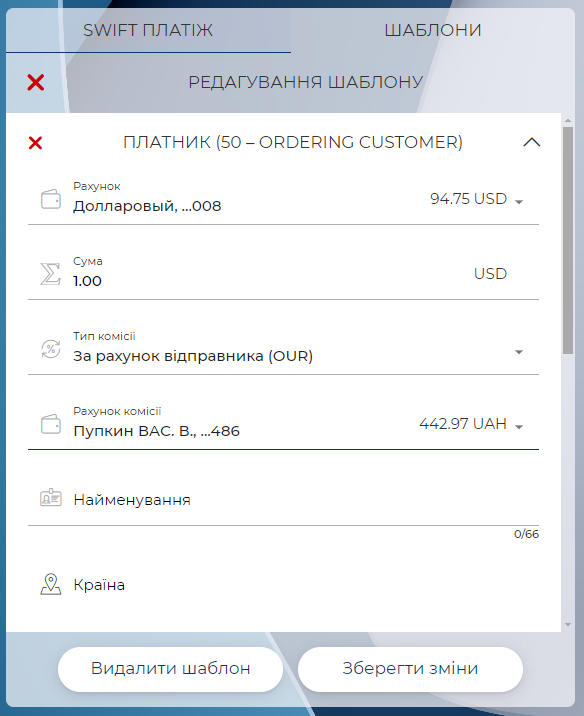 SWIFT ПЛАТІЖ
ШАБЛОНИ
РЕДАГУВАННЯ ШАБЛОНУ
ПЛАТНИК (50 – ORDERING CUSTOMER)
Рахунок
Долларовый, ...008
94.75 USD
Сума
1.00
USD
Тип комісії
За рахунок відправника (OUR)
Рахунок комісії
Пупкин ВАС. В., ...486
442.97 UAH
Найменування
0/66
Країна
Видалити шаблон
Зберегти зміни